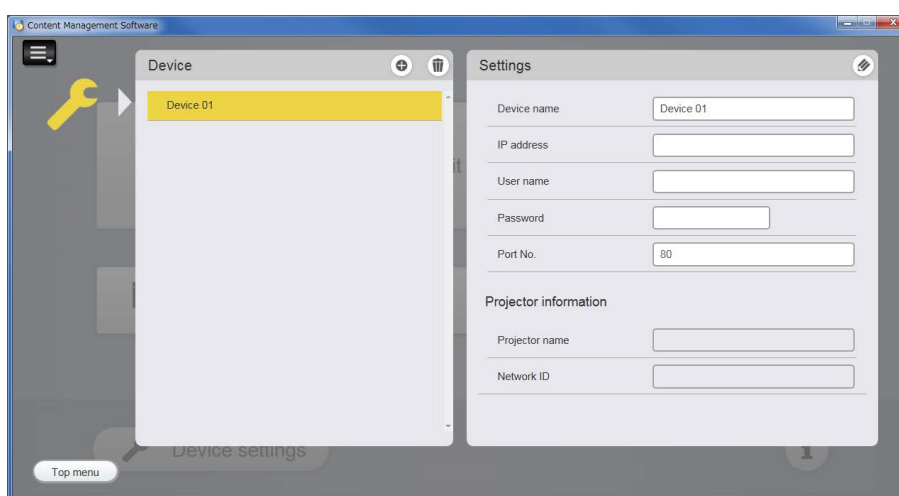 Content Management Software
Device
Device 01
Settings
Device name
Device 01
IP address
User name
Password
Port No.
80
Projector information
Projector name
Network ID
it
Device settings
Top menu